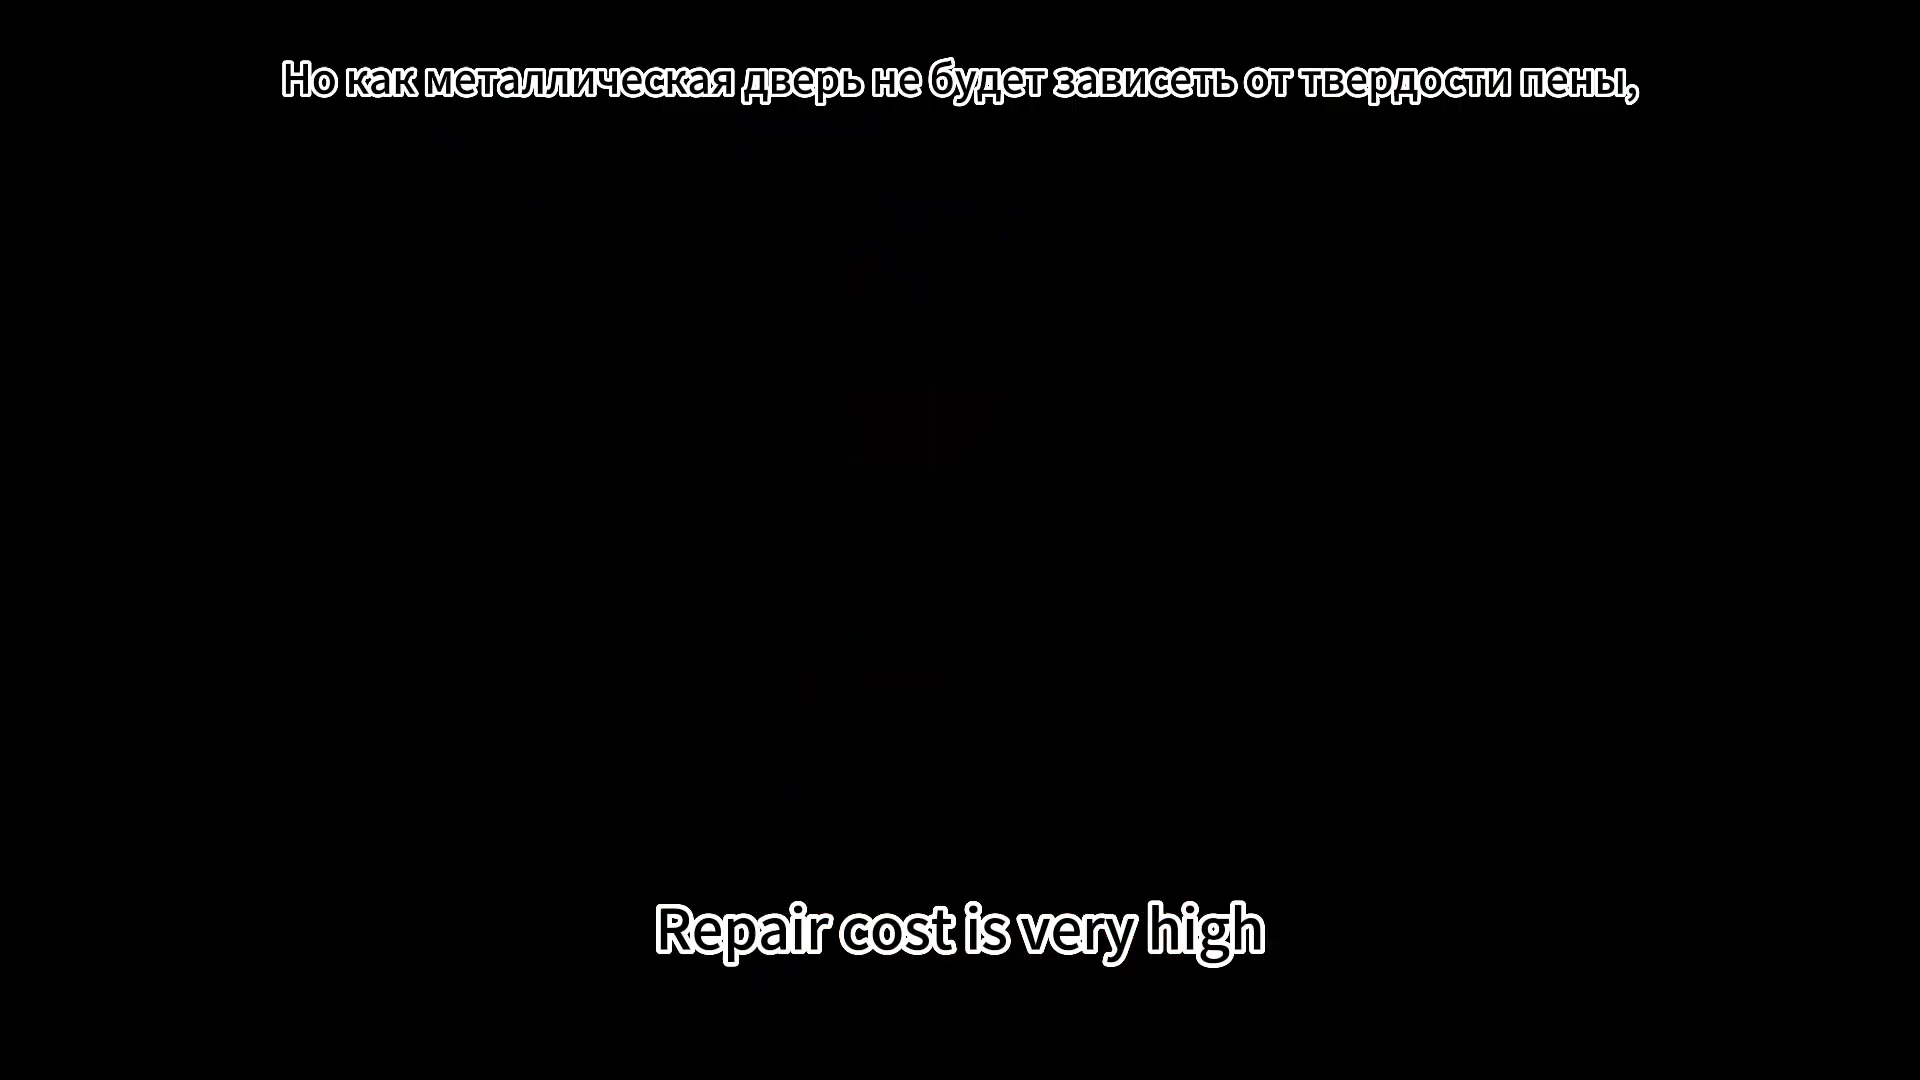 Но как металлическая дверь не будет зависеть от твердости пены,
Repair cost is very high